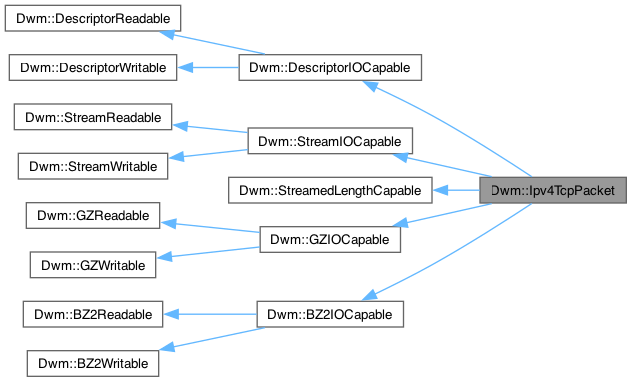 Dwm::DescriptorReadable
Dwm::DescriptorWritable
Dwm::DescriptorIOCapable
Dwm::StreamReadable
Dwm::StreamWritable
Dwm::StreamIOCapable
Dwm::StreamedLengthCapable
Dwm::Ipv4TcpPacket
Dwm::GZReadable
Dwm::GZWritable
Dwm::GZIOCapable
Dwm::BZ2Readable
Dwm::BZ2Writable
Dwm::BZ2IOCapable